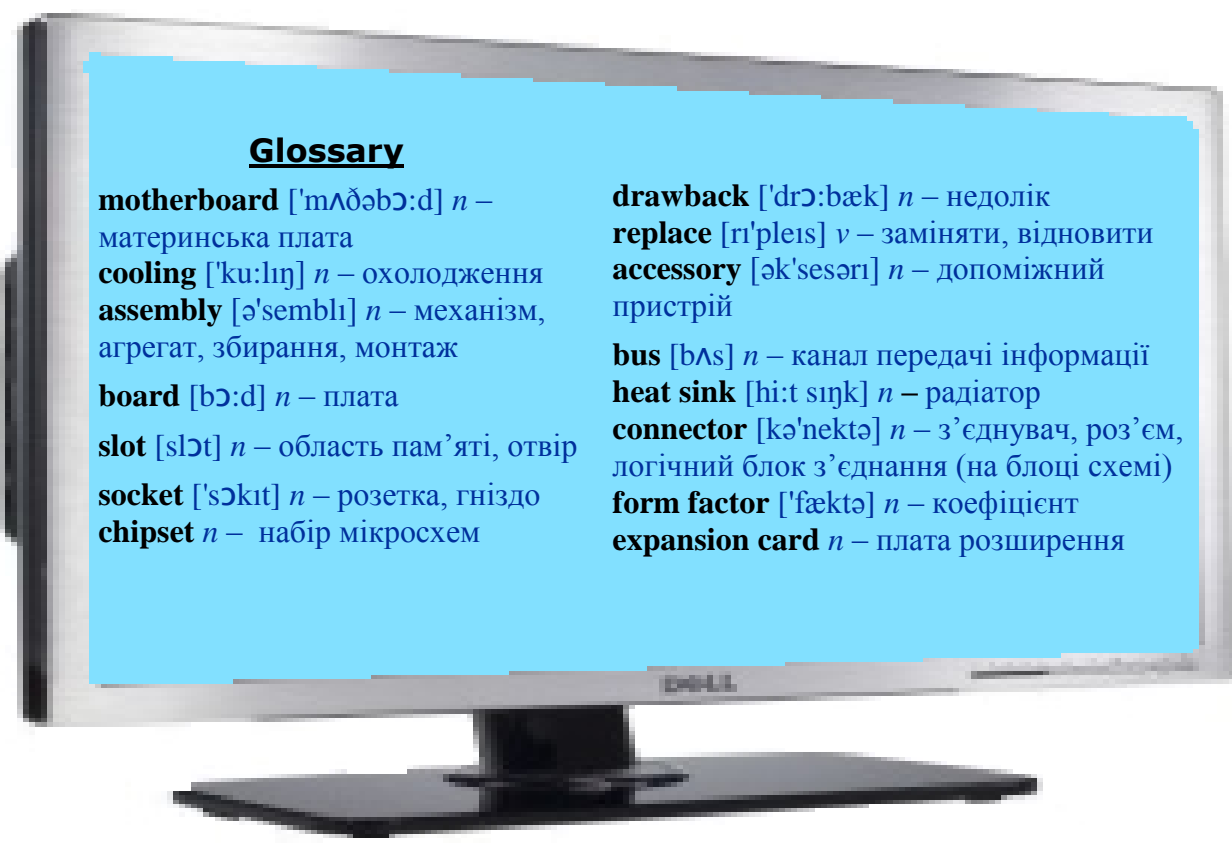 Glossary
motherboard ['mʌðəbɔ:d] n –
материнська плата
cooling ['ku:lıŋ] n – охолодження
assembly [ə'semblı] n – механізм,
агрегат, збирання, монтаж
board [bɔ:d] n – плата
slot [slɔt] n – область пам’яті, отвір
socket ['sɔkıt] n – розетка, гніздо
chipset n – набір мікросхем
drawback ['drɔ:bæk] n – недолік
replace [rı'pleıs] v – заміняти, відновити
accessory [ək'sesərı] n – допоміжний
пристрій
bus [bʌs] n – канал передачі інформації
heat sink [hi:t sıŋk] n – радіатор
connector [kə'nektə] n – з’єднувач, роз’єм,
логічний блок з’єднання (на блоці схемі)
form factor ['fæktə] n – коефіцієнт
expansion card n – плата розширення
DELL